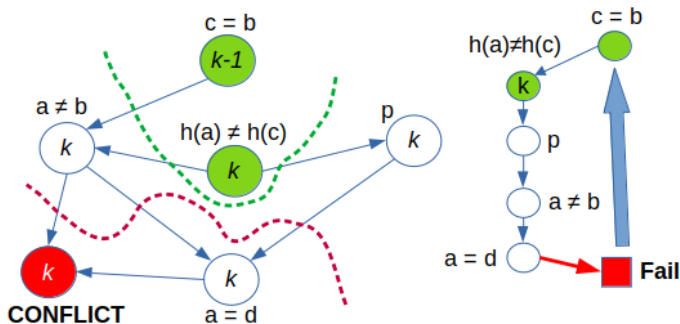 c = b
k-1
a ≠ b
k
h(a) ≠ h(c)
k
p
k
k
CONFLICT
k
a = d
c = b
h(a)≠h(c)
k
p
a ≠ b
a = d
Fail